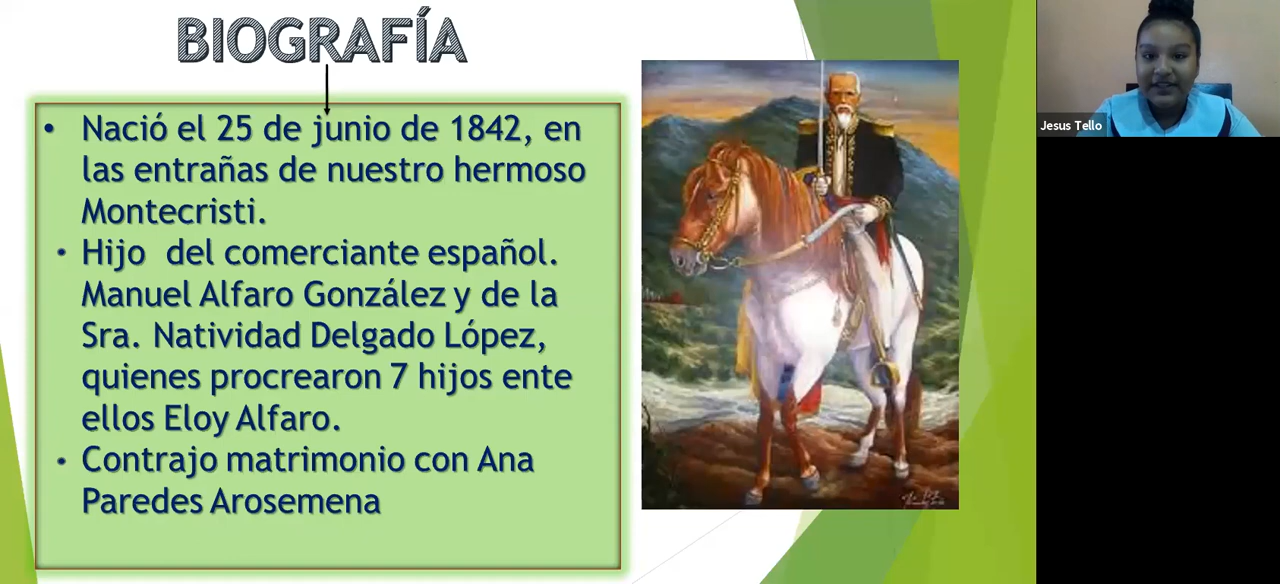 BIOGRAFÍA
• Nació el 25 de junio de 1842, en
las entrañas de nuestro hermoso
Montecristi.
• Hijo del comerciante español.
Manuel Alfaro González y de la
Sra. Natividad Delgado López,
quienes procrearon 7 hijos ente
ellos Eloy Alfaro.
• Contrajo matrimonio con Ana
Paredes Arosemena
Jesus Tello